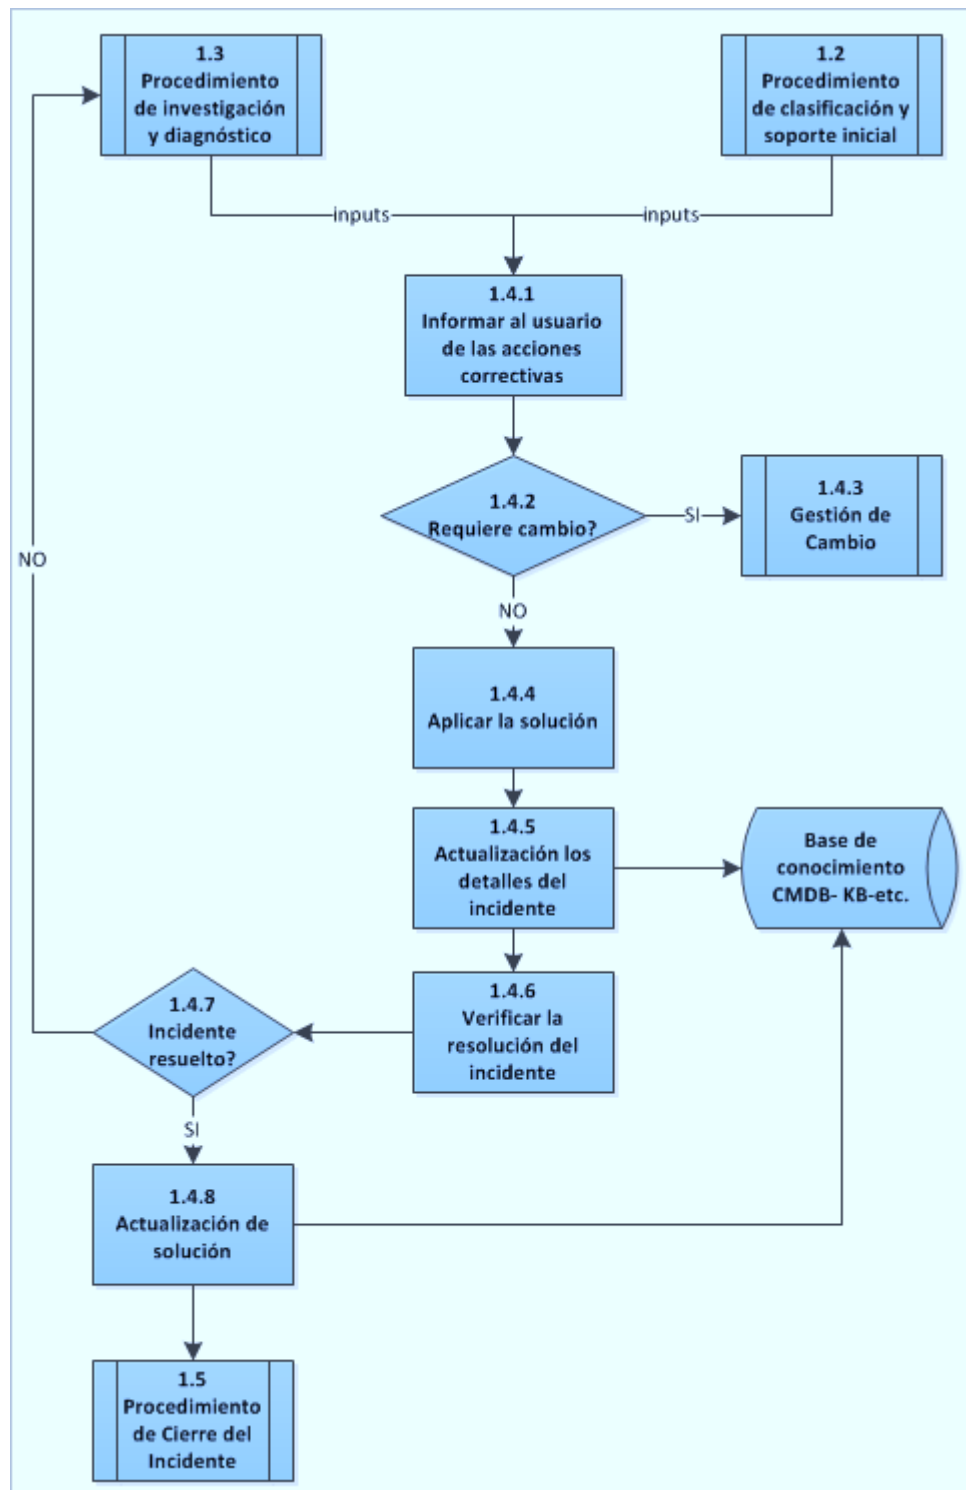 1.3
Procedimiento
de investigación
y diagnóstico
1.2
Procedimiento
de clasificación y
soporte inicial
inputs
inputs
1.4.1
Informar al usuario
de las acciones
correctivas
1.4.2
Requiere cambio?
SI
1.4.3
Gestión de
Cambio
NO
NO
1.4.4
Aplicar la solución
1.4.5
Actualización los
detalles del
incidente
Base de
conocimiento
CMDB- KB-etc.
1.4.6
Verificar la
resolución del
incidente
1.4.7
Incidente
resuelto?
SI
1.4.8
Actualización de
solución
1.5
Procedimiento
de Cierre del
Incidente